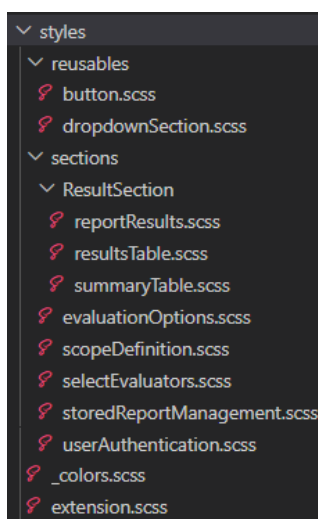 styles
reusables
button.scss
dropdownSection.scss
sections
ResultSection
reportResults.scss
resultsTable.scss
summaryTable.scss
evaluationOptions.scss
scopeDefinition.scss
selectEvaluators.scss
storedReportManagement.scss
userAuthentication.scss
_colors.scss
extension.scss